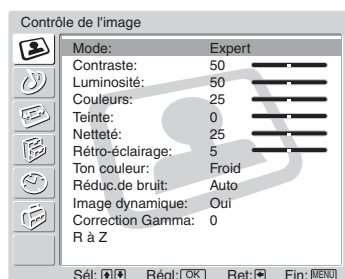 Contrôle de l'image
Mode: Expert
Contraste: 50
Luminosité: 50
Couleurs: 25
Teinte: 0
Netteté: 25
Rétro-éclairage: 5
Ton couleur: Froid
Réduc.de bruit: Auto
Image dynamique: Oui
Correction Gamma: 0
R à Z
Sél: Régl: OK Ret: Fin: MENU